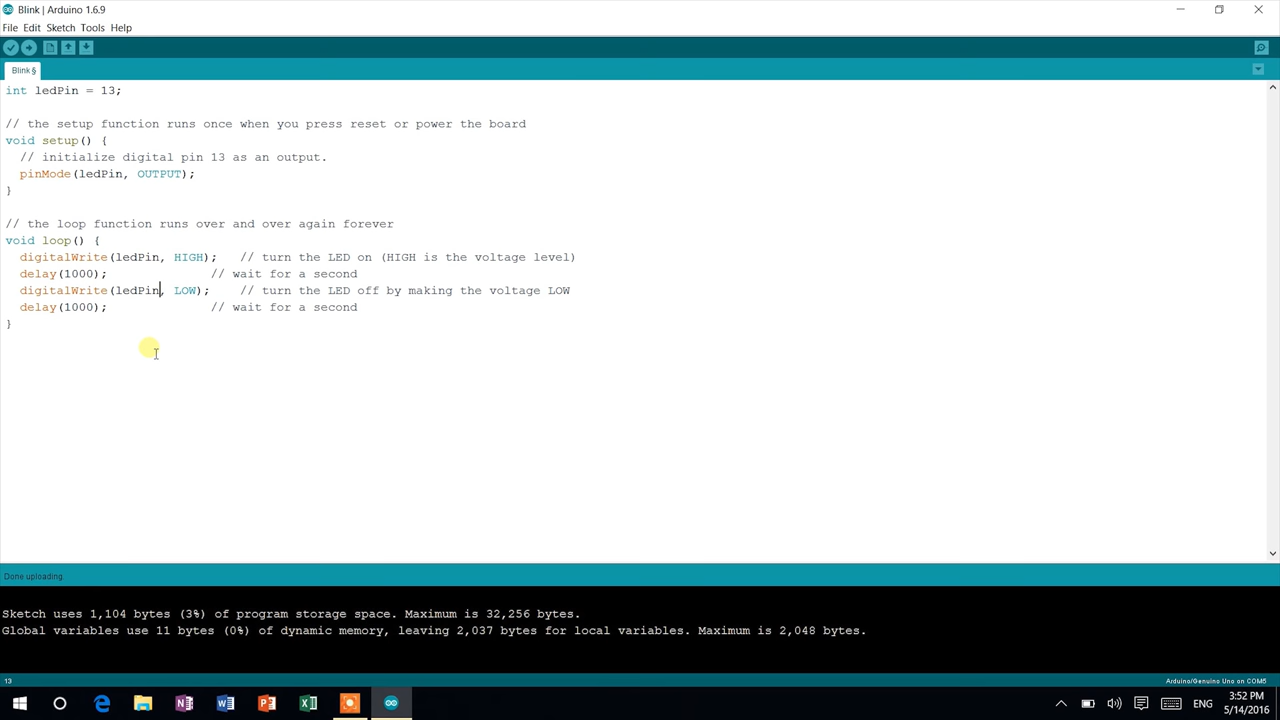 Blink | Arduino 1.6.9
File Edit Sketch Tools Help
Blink §
int ledPin = 13;
// the setup function runs once when you press reset or power the board
void setup() {
  // initialize digital pin 13 as an output.
  pinMode(ledPin, OUTPUT);
}
// the loop function runs over and over again forever
void loop() {
  digitalWrite(ledPin, HIGH);   // turn the LED on (HIGH is the voltage level)
  delay(1000);              // wait for a second
  digitalWrite(ledPin, LOW);    // turn the LED off by making the voltage LOW
  delay(1000);              // wait for a second
}
Done uploading.
Sketch uses 1,104 bytes (3%) of program storage space. Maximum is 32,256 bytes.
Global variables use 11 bytes (0%) of dynamic memory, leaving 2,037 bytes for local variables. Maximum is 2,048 bytes.
13 Arduino/Genuino Uno on COM5
ENG 3:52 PM
5/14/2016